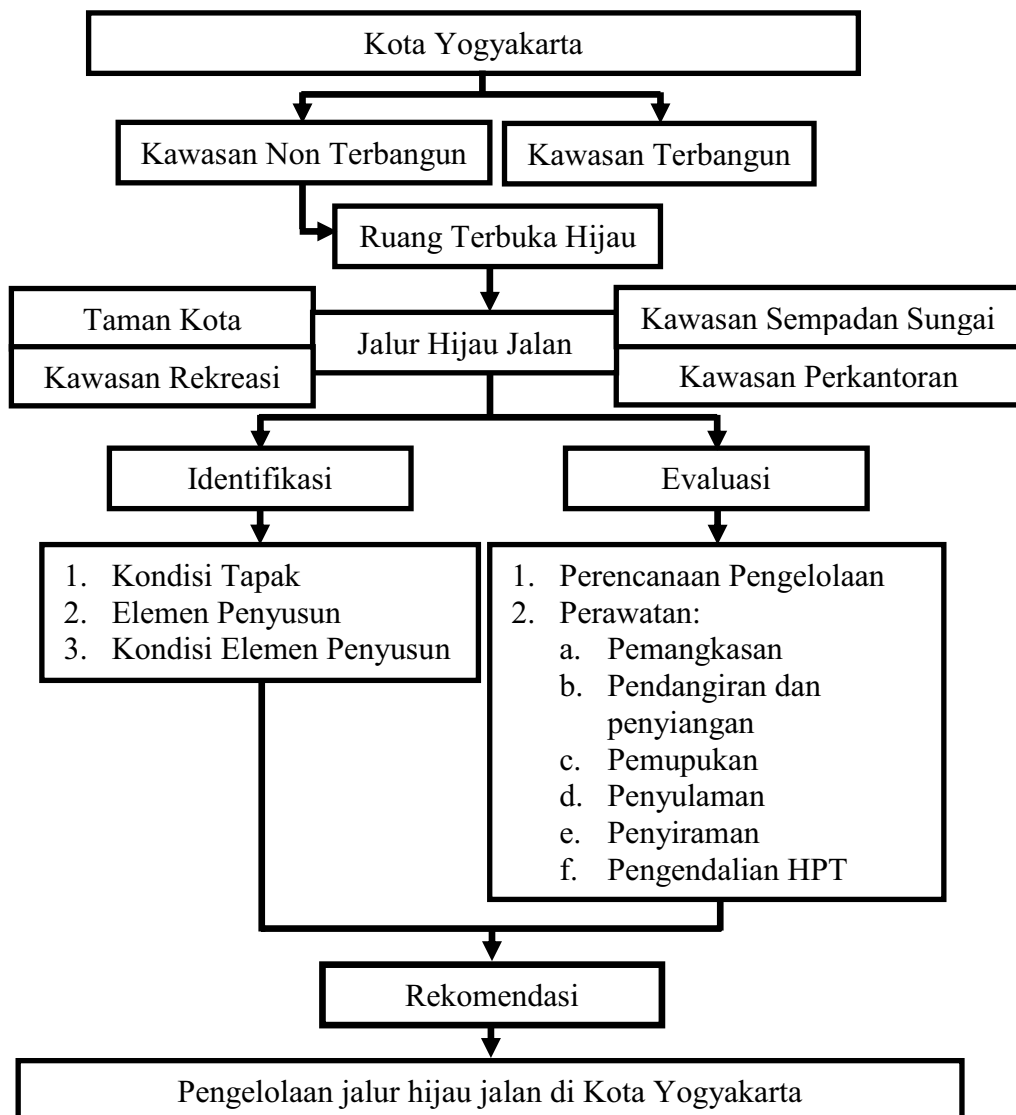 Kota Yogyakarta
Kawasan Non Terbangun
Kawasan Terbangun
Ruang Terbuka Hijau
Taman Kota
Kawasan Rekreasi
Jalur Hijau Jalan
Kawasan Sempadan Sungai
Kawasan Perkantoran
Identifikasi
Evaluasi
1. Kondisi Tapak
2. Elemen Penyusun
3. Kondisi Elemen Penyusun
1. Perencanaan Pengelolaan
2. Perawatan:
a. Pemangkasan
b. Pendangiran dan
penyiangan
c. Pemupukan
d. Penyulaman
e. Penyiraman
f. Pengendalian HPT
Rekomendasi
Pengelolaan jalur hijau jalan di Kota Yogyakarta